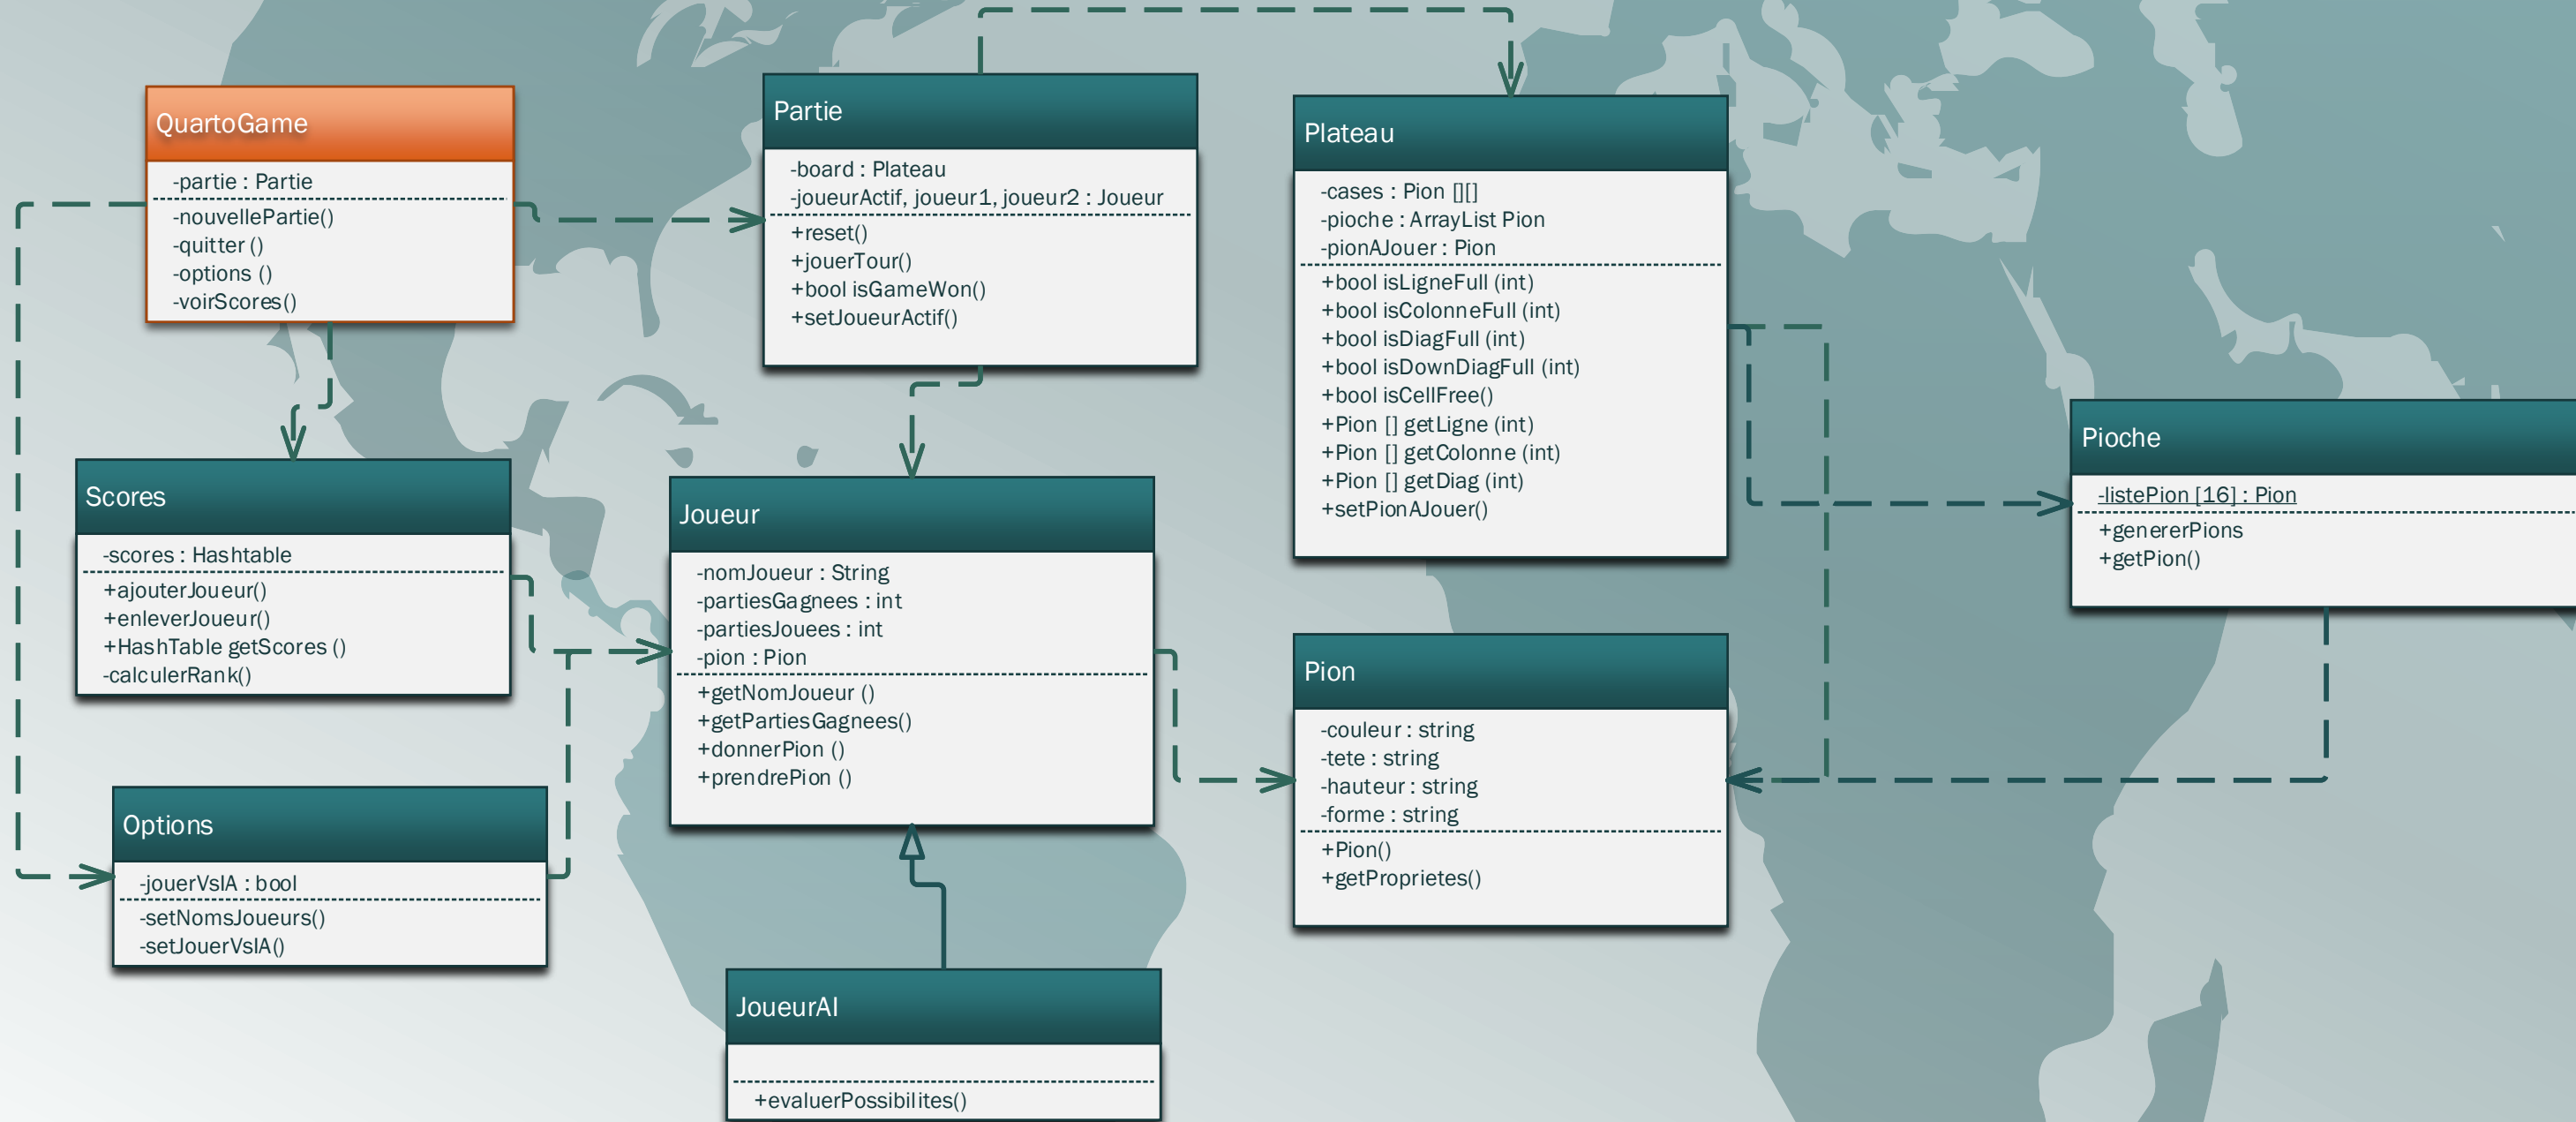 QuartoGame
-partie : Partie
-nouvellePartie()
-quitter ()
-options ()
-voirScores()
Partie
-board : Plateau
-joueurActif, joueur1, joueur2 : Joueur
+reset()
+jouerTour()
+bool isGameWon()
+setJoueurActif()
Plateau
-cases : Pion [][]
-pioche : ArrayList Pion
-pionAJouer : Pion
+bool isLigneFull (int)
+bool isColonneFull (int)
+bool isDiagFull (int)
+bool isDownDiagFull (int)
+bool isCellFree()
+Pion [] getLigne (int)
+Pion [] getColonne (int)
+Pion [] getDiag (int)
+setPionAJouer()
Pioche
-listePion [16] : Pion
+genererPions
+getPion()
Scores
-scores : Hashtable
+ajouterJoueur()
+enleverJoueur()
+HashTable getScores ()
-calculerRank()
Joueur
-nomJoueur : String
-partiesGagnees : int
-partiesJouees : int
-pion : Pion
+getNomJoueur ()
+getPartiesGagnees()
+donnerPion ()
+prendrePion ()
Pion
-couleur : string
-tete : string
-hauteur : string
-forme : string
+Pion()
+getProprietes()
Options
-jouerVsIA : bool
-setNomsJoueurs()
-setJouerVsIA()
JoueurAI
+evaluerPossibilites()